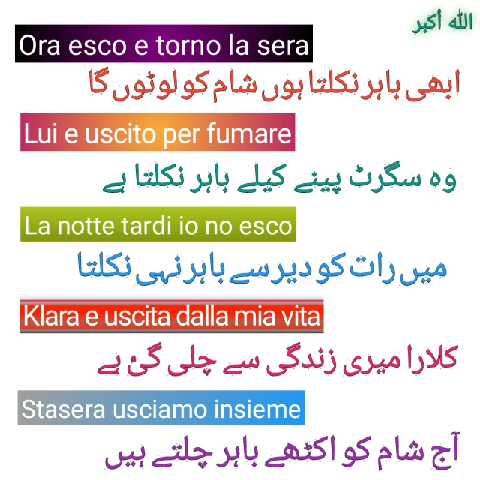 الله أكبر
Ora esco e torno la sera
ابھی باہر نکلتا ہوں شام کو لوٹوں گا
Lui e uscito per fumare
وہ سگرٹ پینے کیلے باہر نکلتا ہے
La notte tardi io no esco
میں رات کو دیر سے باہر نہی نکلتا
Klara e uscita dalla mia vita
کلارا میری زندگی سے چلی گئ ہے
Stasera usciamo insieme
آج شام کو اکٹھے باہر چلتے ہیں